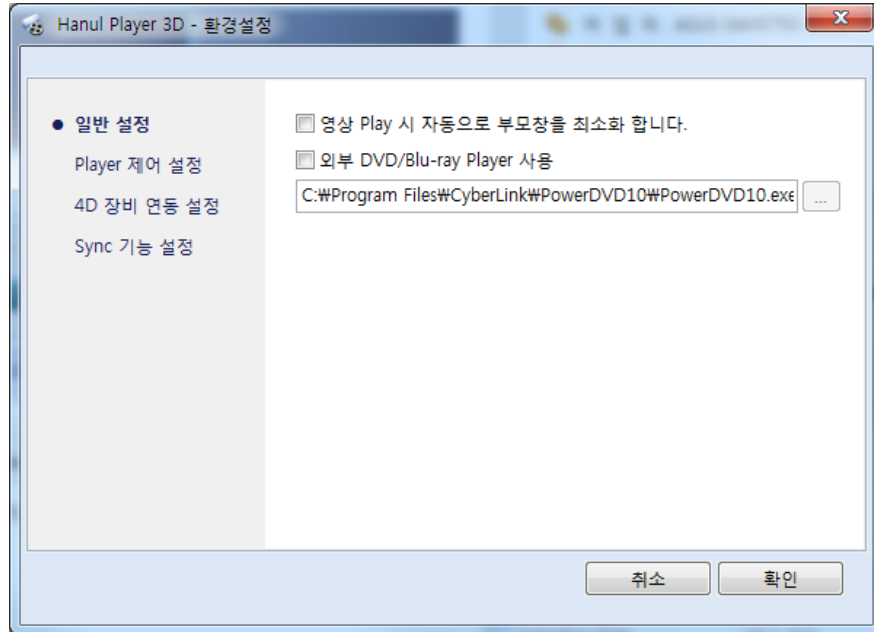 Hanul Player 3D - 환경설정
● 일반 설정
Player 제어 설정
4D 장비 연동 설정
Sync 기능 설정
영상 Play 시 자동으로 부모창을 최소화 합니다.
외부 DVD/Blu-ray Player 사용
C:₩Program Files₩CyberLink₩PowerDVD10₩PowerDVD10.exe
...
취소
확인